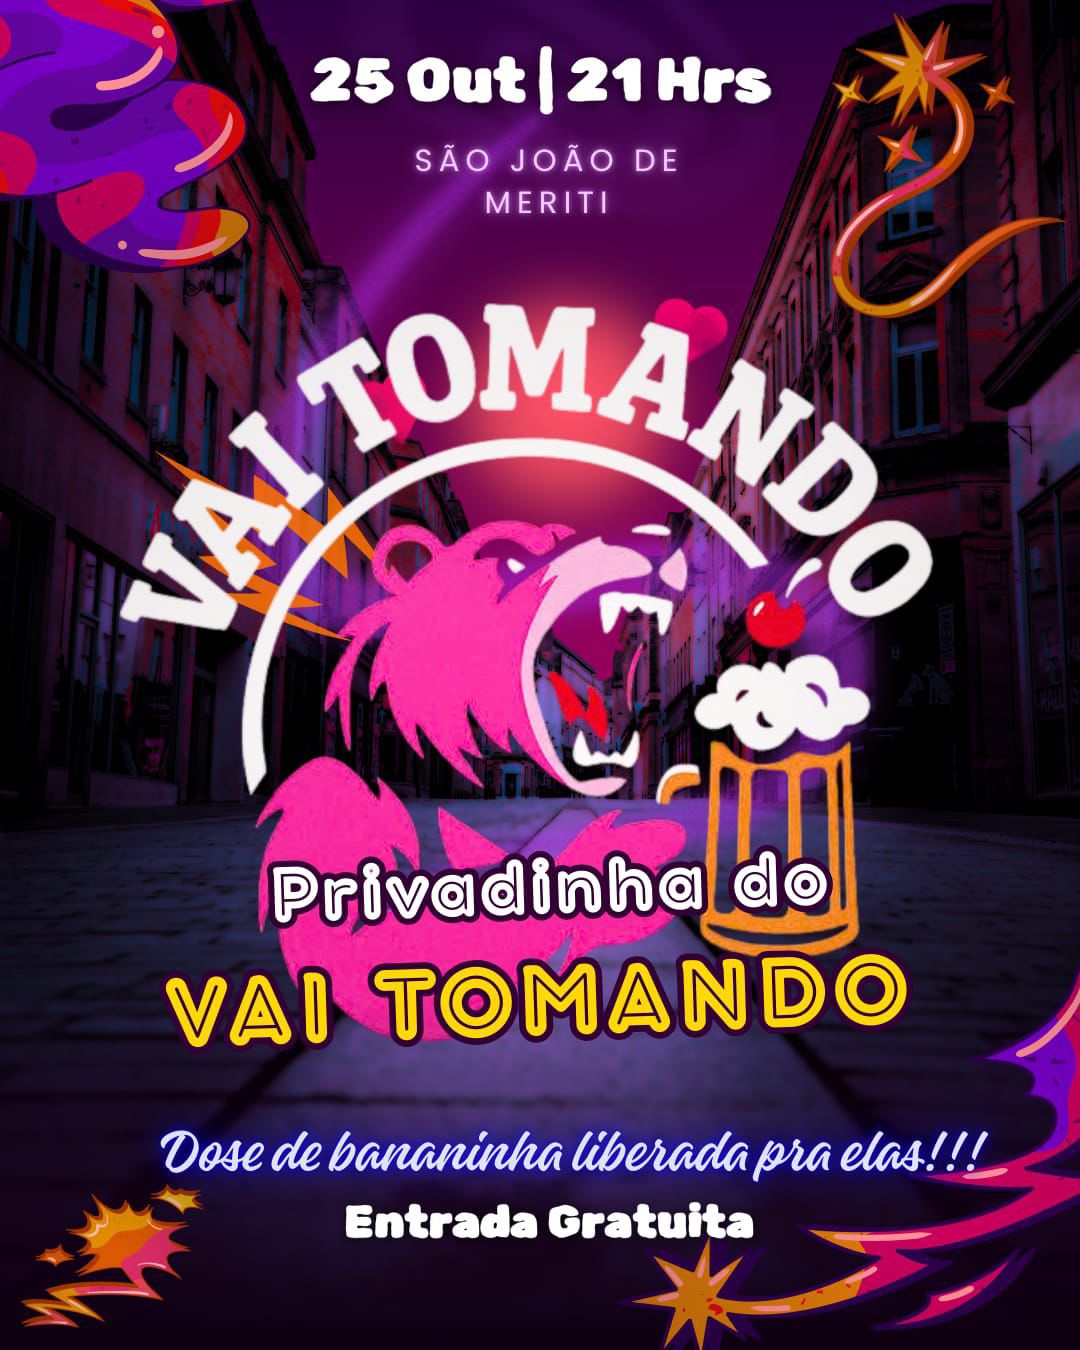 25 Out | 21 Hrs
SÃO JOÃO DE
MERITI
VAI TOMANDO
Privadinha do
VAI TOMANDO
Dose de bananinha liberada pra elas!!!
Entrada Gratuita